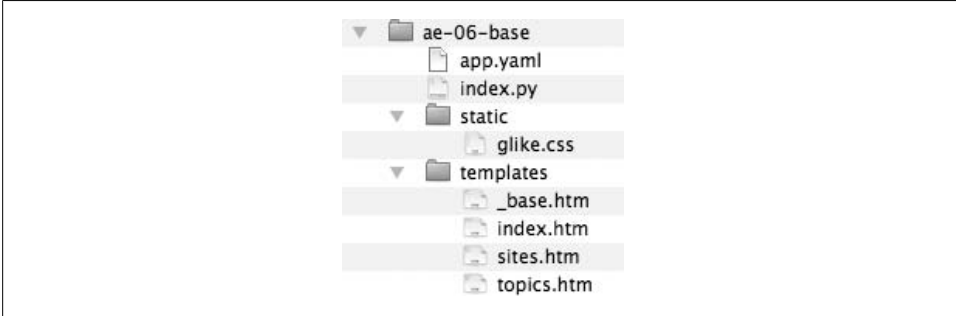 ae-06-base
app.yaml
index.py
static
glike.css
templates
_base.htm
index.htm
sites.htm
topics.htm